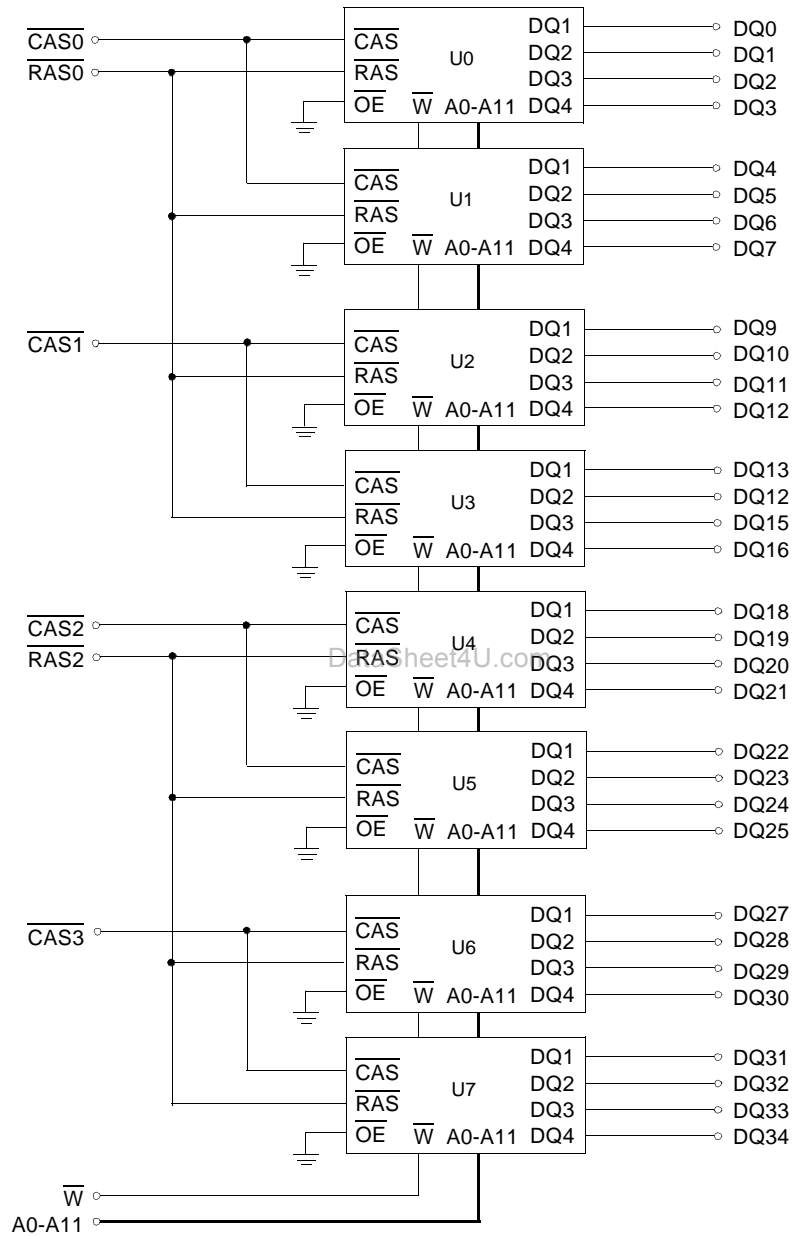 CAS0 CAS U0 DQ1 DQ0
RAS0 RAS DQ2 DQ1
DQ3 DQ2
OE W A0-A11 DQ4 DQ3
CAS U1 DQ1 DQ4
RAS DQ2 DQ5
DQ3 DQ6
OE W A0-A11 DQ4 DQ7
CAS1 CAS U2 DQ1 DQ9
RAS DQ2 DQ10
DQ3 DQ11
OE W A0-A11 DQ4 DQ12
CAS U3 DQ1 DQ13
RAS DQ2 DQ12
DQ3 DQ15
OE W A0-A11 DQ4 DQ16
CAS2 CAS U4 DQ1 DQ18
RAS2 RAS DQ2 DQ19
DataSheet4U.com
DQ3 DQ20
OE W A0-A11 DQ4 DQ21
CAS U5 DQ1 DQ22
RAS DQ2 DQ23
DQ3 DQ24
OE W A0-A11 DQ4 DQ25
CAS3 CAS U6 DQ1 DQ27
RAS DQ2 DQ28
DQ3 DQ29
OE W A0-A11 DQ4 DQ30
CAS U7 DQ1 DQ31
RAS DQ2 DQ32
DQ3 DQ33
OE W A0-A11 DQ4 DQ34
W
A0-A11